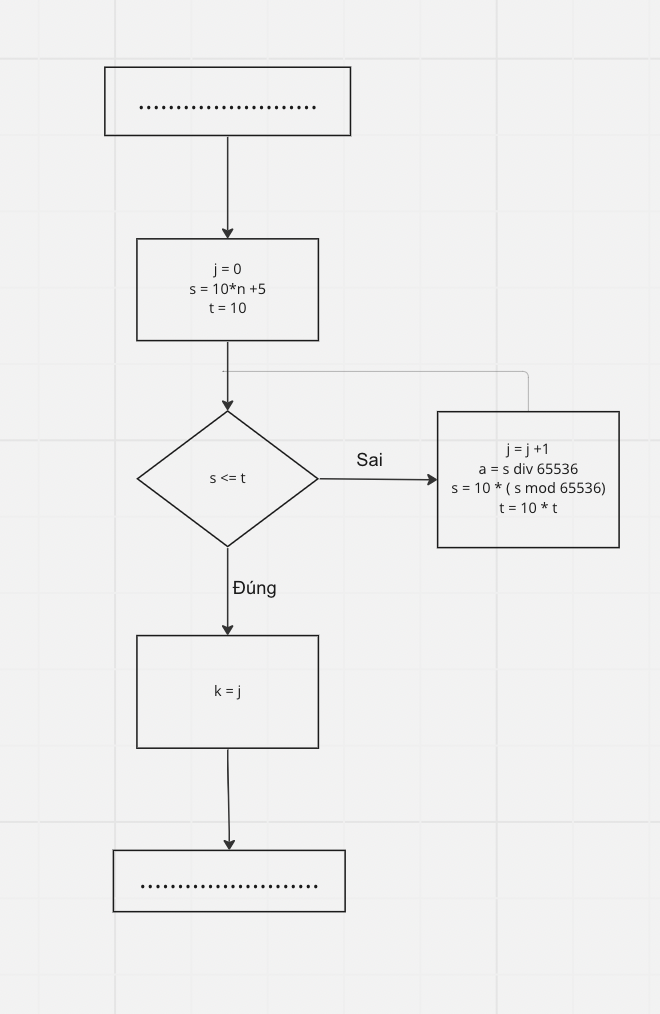 ........................
j = 0
s = 10*n +5
t = 10
s <= t
Sai
j = j +1
a = s div 65536
s = 10 * ( s mod 65536)
t = 10 * t
Đúng
k = j
........................